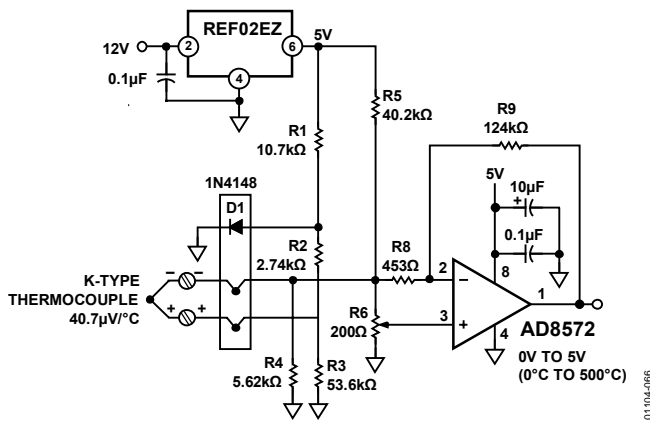 REF02EZ
12V
2
6
5V
4
0.1µF
R5
40.2kΩ
R9
124kΩ
R1
10.7kΩ
5V
10µF
+
1N4148
D1
0.1µF
R2
2.74kΩ
R8
453Ω
2
8
K-TYPE
THERMOCOUPLE
40.7µV/°C
– –
+ +
R6
200Ω
3
–
+
1
4
AD8572
0V TO 5V
(0°C TO 500°C)
R4
5.62kΩ
R3
53.6kΩ
01104-066